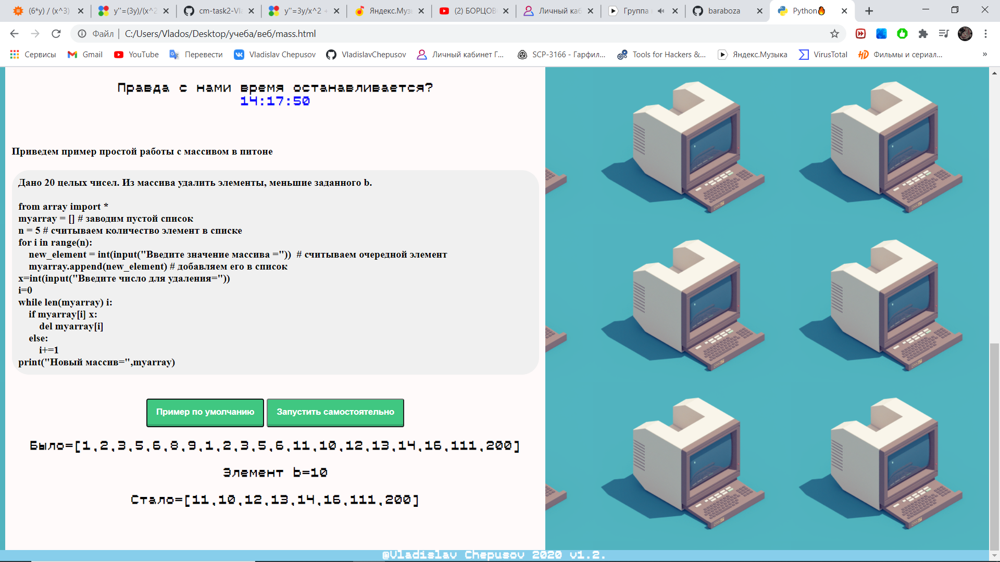 (6*y) / (x^3)
y''=(3y)/(x^2
cm-task2-Vla
y''=3y/x^2 +
Яндекс.Музы
(2) БОРЦОВ
Личный каб
Группа
baraboza
Python🔥
Файл | C:/Users/Vlados/Desktop/учеба/веб/mass.html
Сервисы
Gmail
YouTube
Перевести
Vladislav Chepusov
VladislavChepusov
Личный кабинет Г...
SCP-3166 - Гарфил...
Tools for Hackers &...
Яндекс.Музыка
VirusTotal
Фильмы и сериал...
»
Правда с нами время останавливается?
14:17:50
Приведем пример простой работы с массивом в питоне
Дано 20 целых чисел. Из массива удалить элементы, меньшие заданного b.
from array import *
myarray = [] # заводим пустой список
n = 5 # считываем количество элемент в списке
for i in range(n):
new_element = int(input("Введите значение массива =")) # считываем очередной элемент
myarray.append(new_element) # добавляем его в список
x=int(input("Введите число для удаления="))
i=0
while len(myarray) i:
if myarray[i] x:
del myarray[i]
else:
i+=1
print("Новый массив=",myarray)
Пример по умолчанию
Запустить самостоятельно
Было=[1,2,3,5,6,8,9,1,2,3,5,6,11,10,12,13,14,16,111,200]
Элемент b=10
Стало=[11,10,12,13,14,16,111,200]
@Vladislav Chepusov 2020 v1.2.